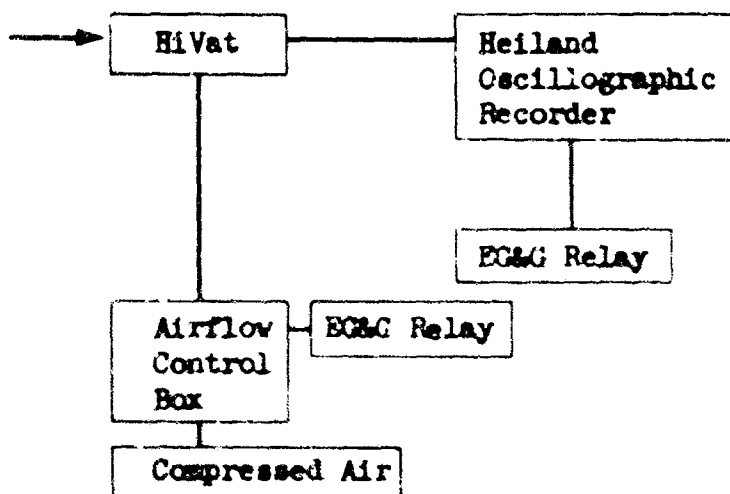 HiVat
Heiland
Oscillographic
Recorder
EG&G Relay
Airflow
Control
Box
EG&G Relay
Compressed Air